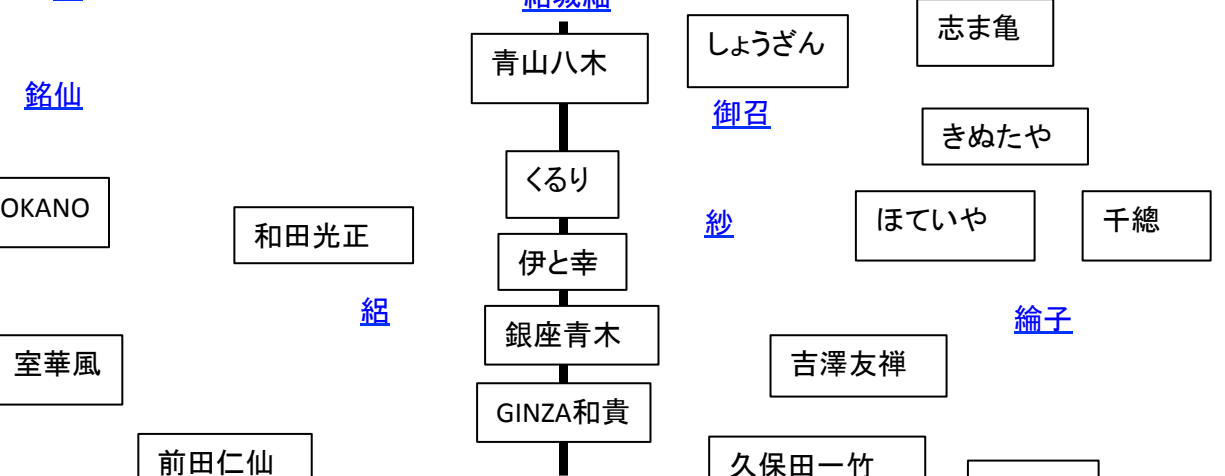 結城紬
志ま亀
しょうざん
青山八木
銘仙
御召
きぬたや
くるり
OKANO
和田光正
紗
ほていや
千總
伊と幸
絽
銀座青木
綸子
室華風
吉澤友禅
GINZA和貴
前田仁仙
久保田一竹